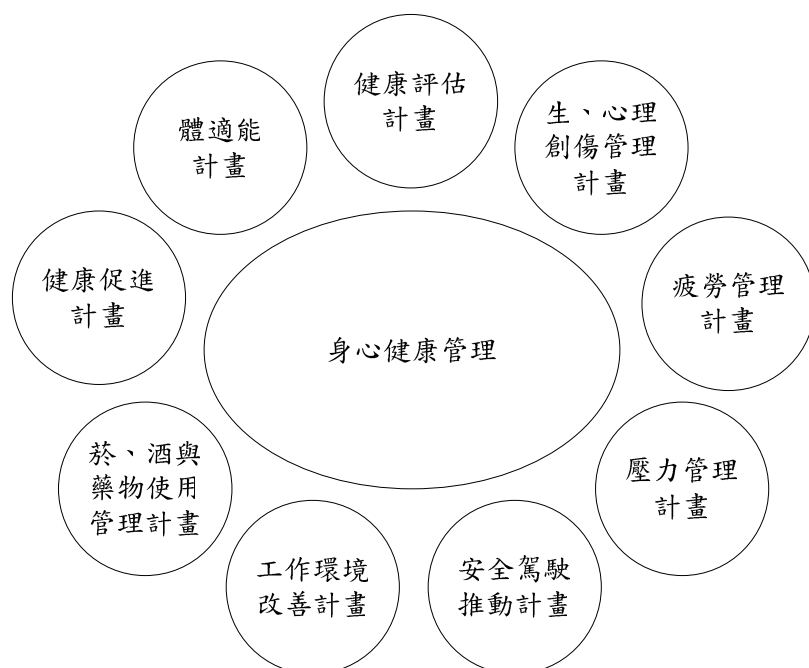 健康評估
計畫
生、心理
創傷管理
計畫
疲勞管理
計畫
壓力管理
計畫
安全駕駛
推動計畫
工作環境
改善計畫
菸、酒與
藥物使用
管理計畫
健康促進
計畫
體適能
計畫
身心健康管理